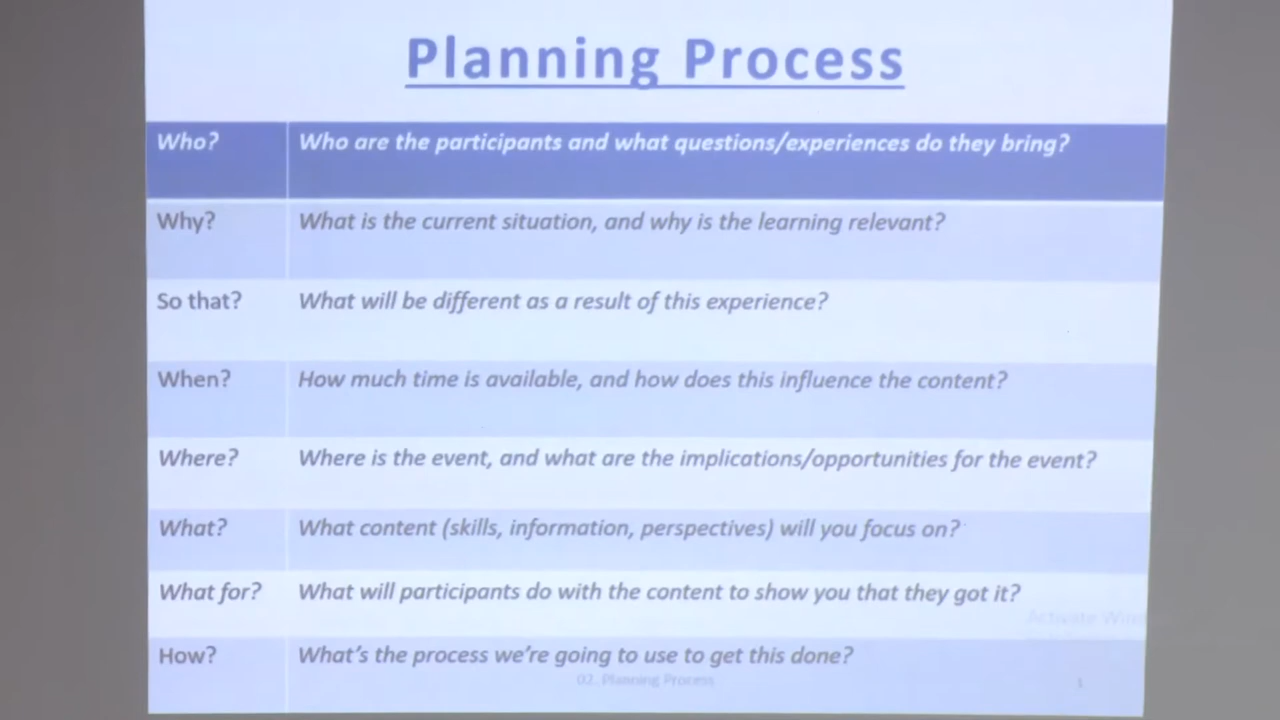 Planning Process
Who? Who are the participants and what questions/experiences do they bring?
Why? What is the current situation, and why is the learning relevant?
So that? What will be different as a result of this experience?
When? How much time is available, and how does this influence the content?
Where? Where is the event, and what are the implications/opportunities for the event?
What? What content (skills, information, perspectives) will you focus on?
What for? What will participants do with the content to show you that they got it?
Activate
How? What's the process we're going to use to get this done?
02. Planning Process